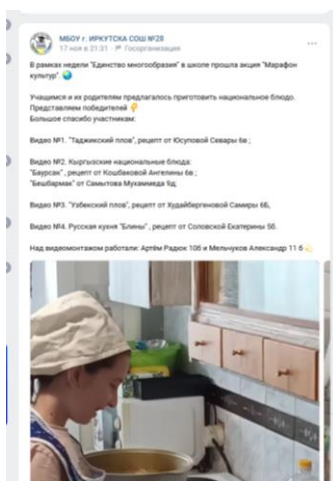 МБОУ г. ИРКУТСКА СОШ №28
17 ноя в 21:31 · Госорганизация
В рамках недели "Единство многообразия" в школе прошла акция "Марафон
культур". 🌏
Учащимся и их родителям предлагалось приготовить национальное блюдо.
Представляем победителей 👇
Большое спасибо участникам:
Видео №1. "Таджикский плов", рецепт от Юсуповой Севары 6в ;
Видео №2. Кыргызские национальные блюда:
"Баурсак" , рецепт от Кошбаковой Ангелины 6в ;
"Бешбармак" от Самытова Мухаммеда 9д;
Видео №3. "Узбекский плов", рецепт от Худайбергеновой Самиры 6Б,
Видео №4. Русская кухня "Блины" , рецепт от Соловской Екатерины 5б.
Над видеомонтажом работали: Артём Радюк 10б и Мельчуков Александр 11 б